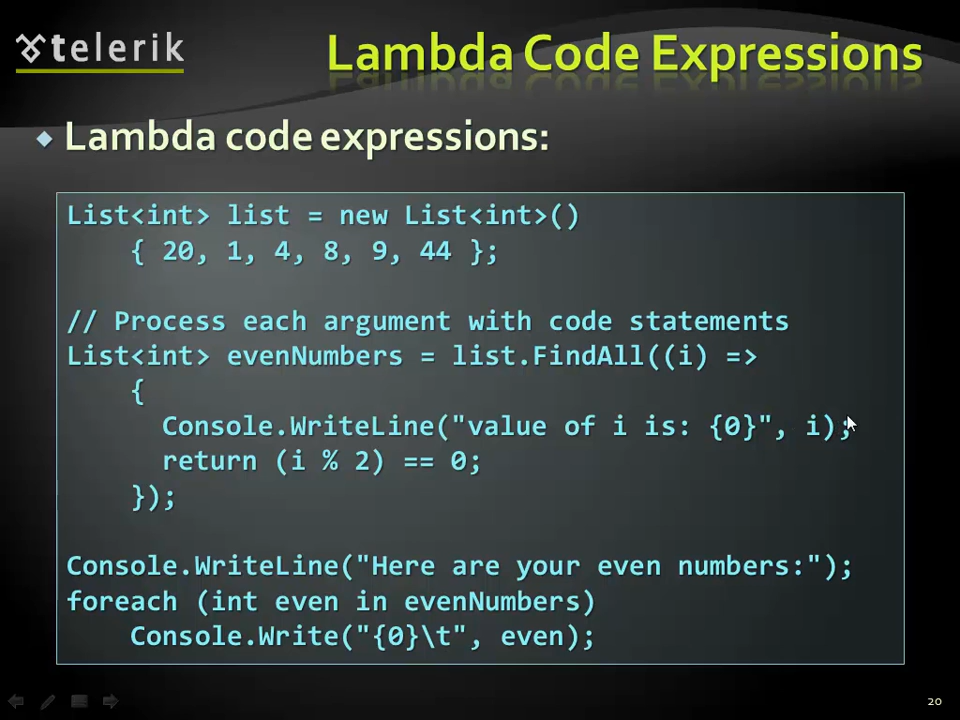 telerik
Lambda Code Expressions
Lambda code expressions:
List<int> list = new List<int>()
{ 20, 1, 4, 8, 9, 44 };
// Process each argument with code statements
List<int> evenNumbers = list.FindAll((i) =>
{
Console.WriteLine("value of i is: {0}", i);
return (i % 2) == 0;
});
Console.WriteLine("Here are your even numbers:");
foreach (int even in evenNumbers)
Console.Write("{0}\t", even);
20